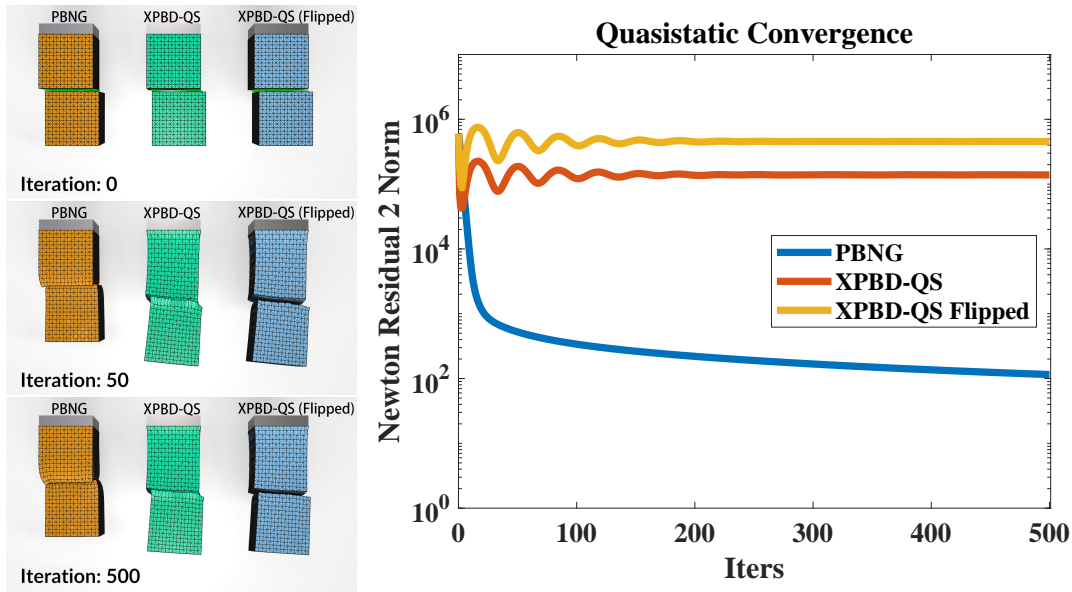 PBNG XPBD-QS XPBD-QS (Flipped)
Iteration: 0
PBNG XPBD-QS XPBD-QS (Flipped)
Iteration: 50
PBNG XPBD-QS XPBD-QS (Flipped)
Iteration: 500
Quasistatic Convergence
Newton Residual 2 Norm
10^6
10^4
10^2
10^0
0 100 200 300 400 500
Iters
PBNG
XPBD-QS
XPBD-QS Flipped